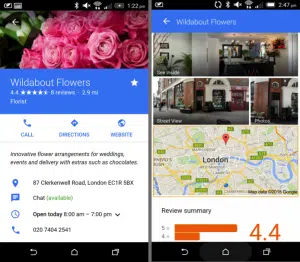 1:22 pm
Wildabout Flowers
4.4 ★★★★★ 8 reviews · 2.9 mi
Florist
CALL
DIRECTIONS
WEBSITE
Innovative flower arrangements for weddings,
events and delivery with extras such as chocolates.
87 Clerkenwell Road, London EC1R 5BX
Chat (available)
Open today 8:00 am – 7:00 pm
020 7404 2541
2:47 pm
Wildabout Flowers
See inside
Street View
Photos
London
Map data ©2015 Google
Review summary
5
4
4.4